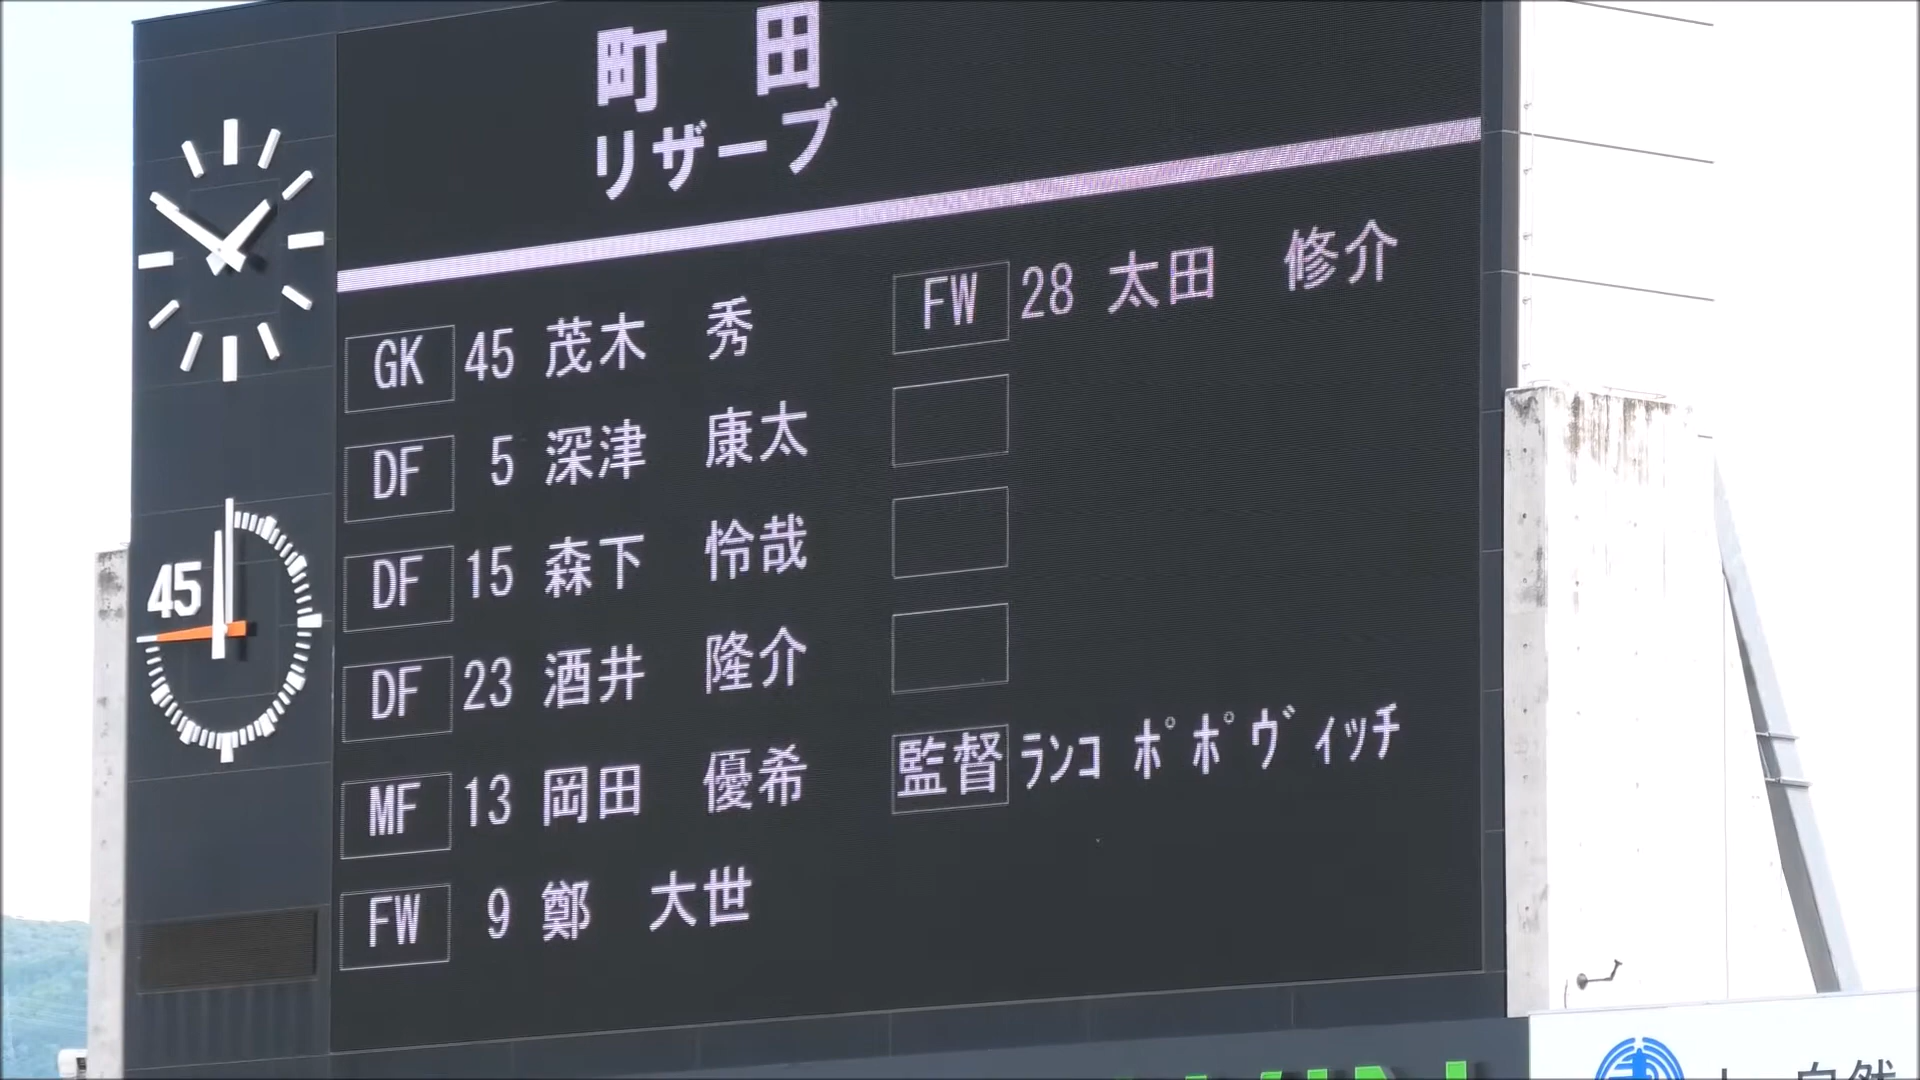 町田
リザーブ
GK 45 茂木 秀
DF 5 深津 康太
DF 15 森下 怜哉
DF 23 酒井 隆介
MF 13 岡田 優希
FW 9 鄭 大世
FW 28 太田 修介
監督 ﾗﾝｺ ﾎﾟﾎﾟｳﾞｨｯﾁ
45
自然